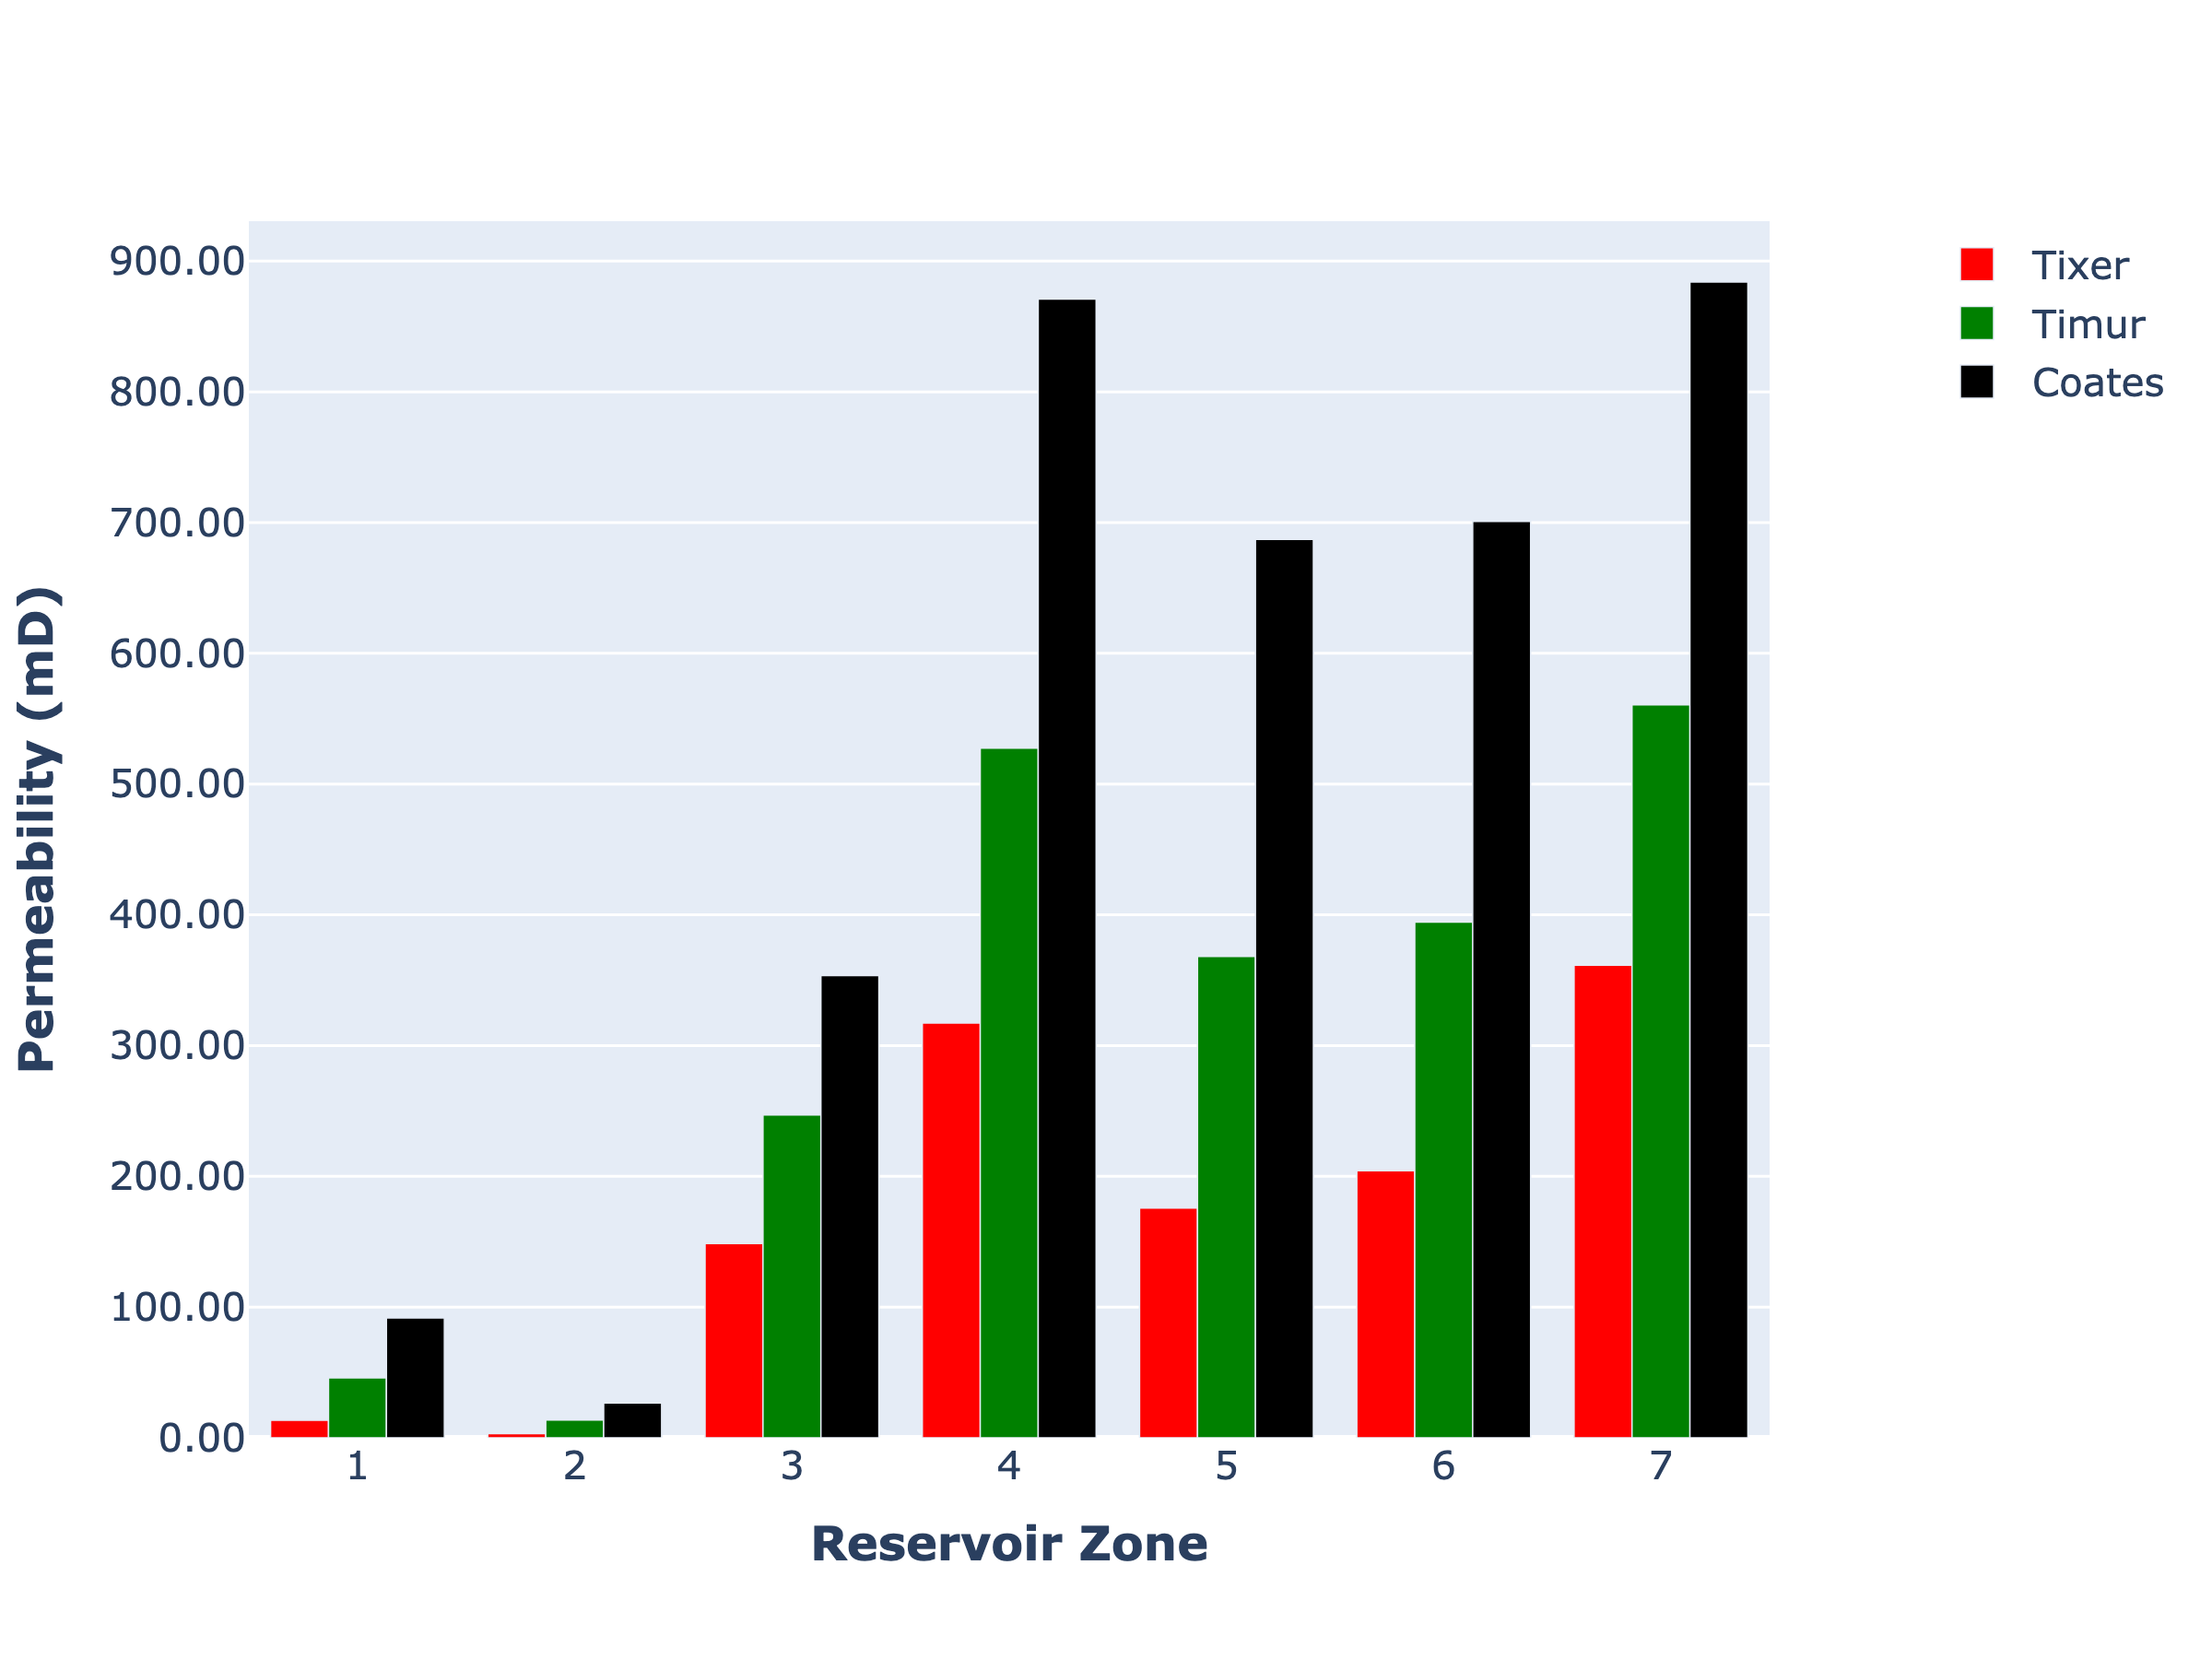 Tixer
Timur
Coates
Permeability (mD)
900.00
800.00
700.00
600.00
500.00
400.00
300.00
200.00
100.00
0.00
1 2 3 4 5 6 7
Reservoir Zone